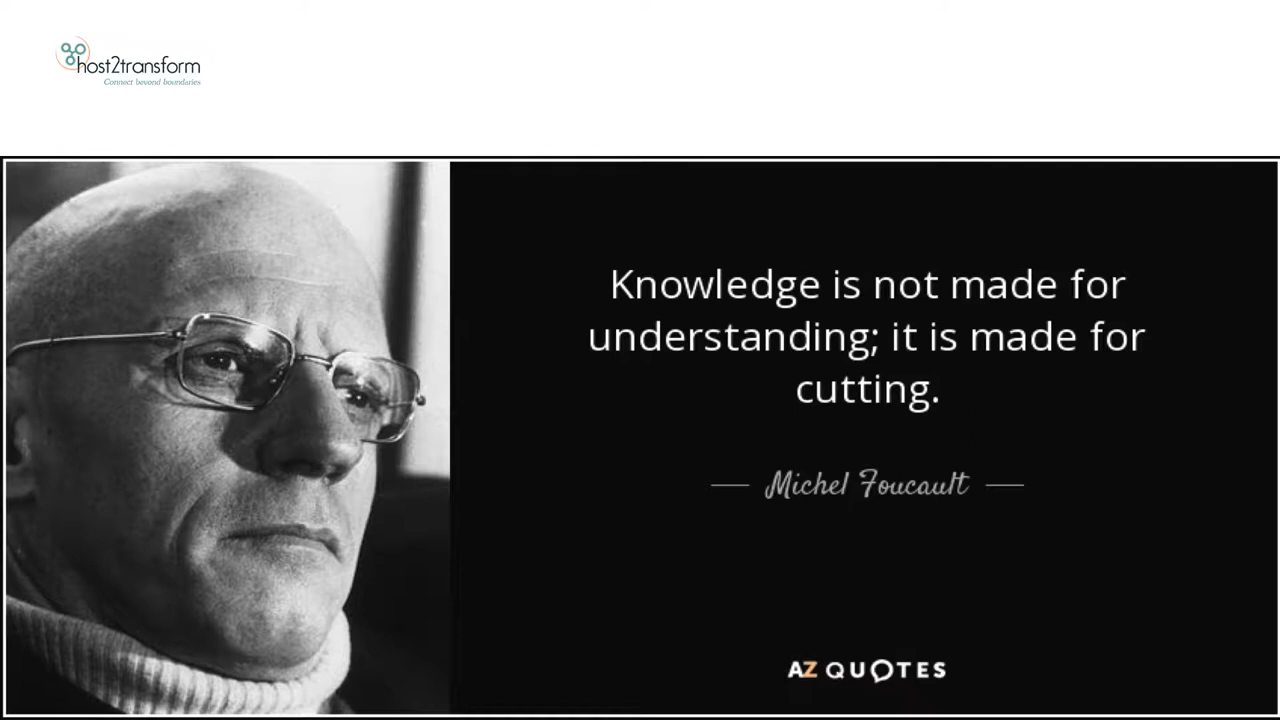 host2transform
Connect beyond boundaries
Knowledge is not made for
understanding; it is made for
cutting.
Michel Foucault
AZ QUOTES